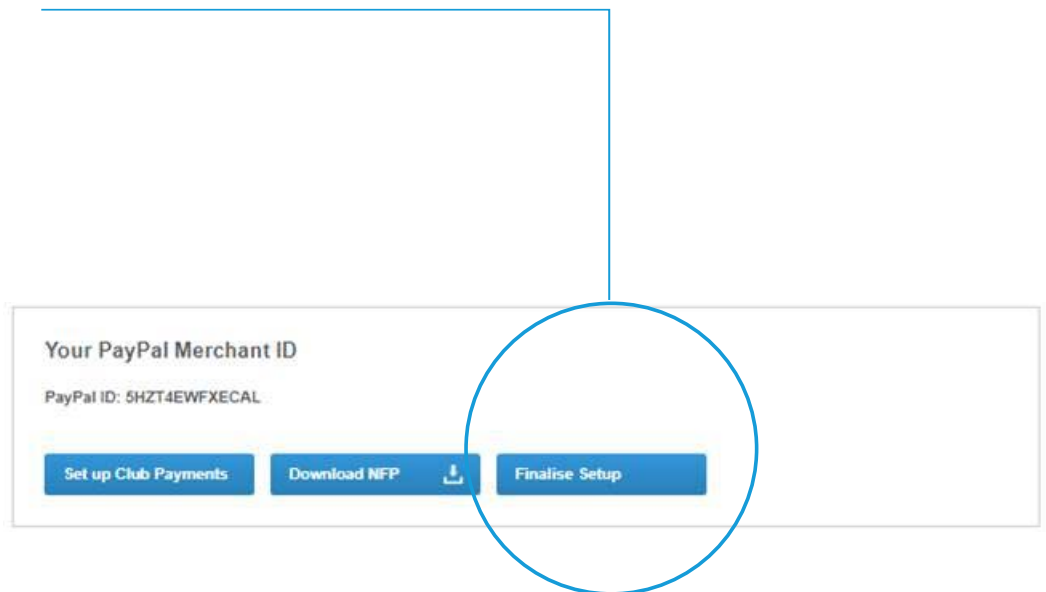 Your PayPal Merchant ID
PayPal ID: 5HZT4EWFXECAL
Set up Club Payments
Download NFP
Finalise Setup